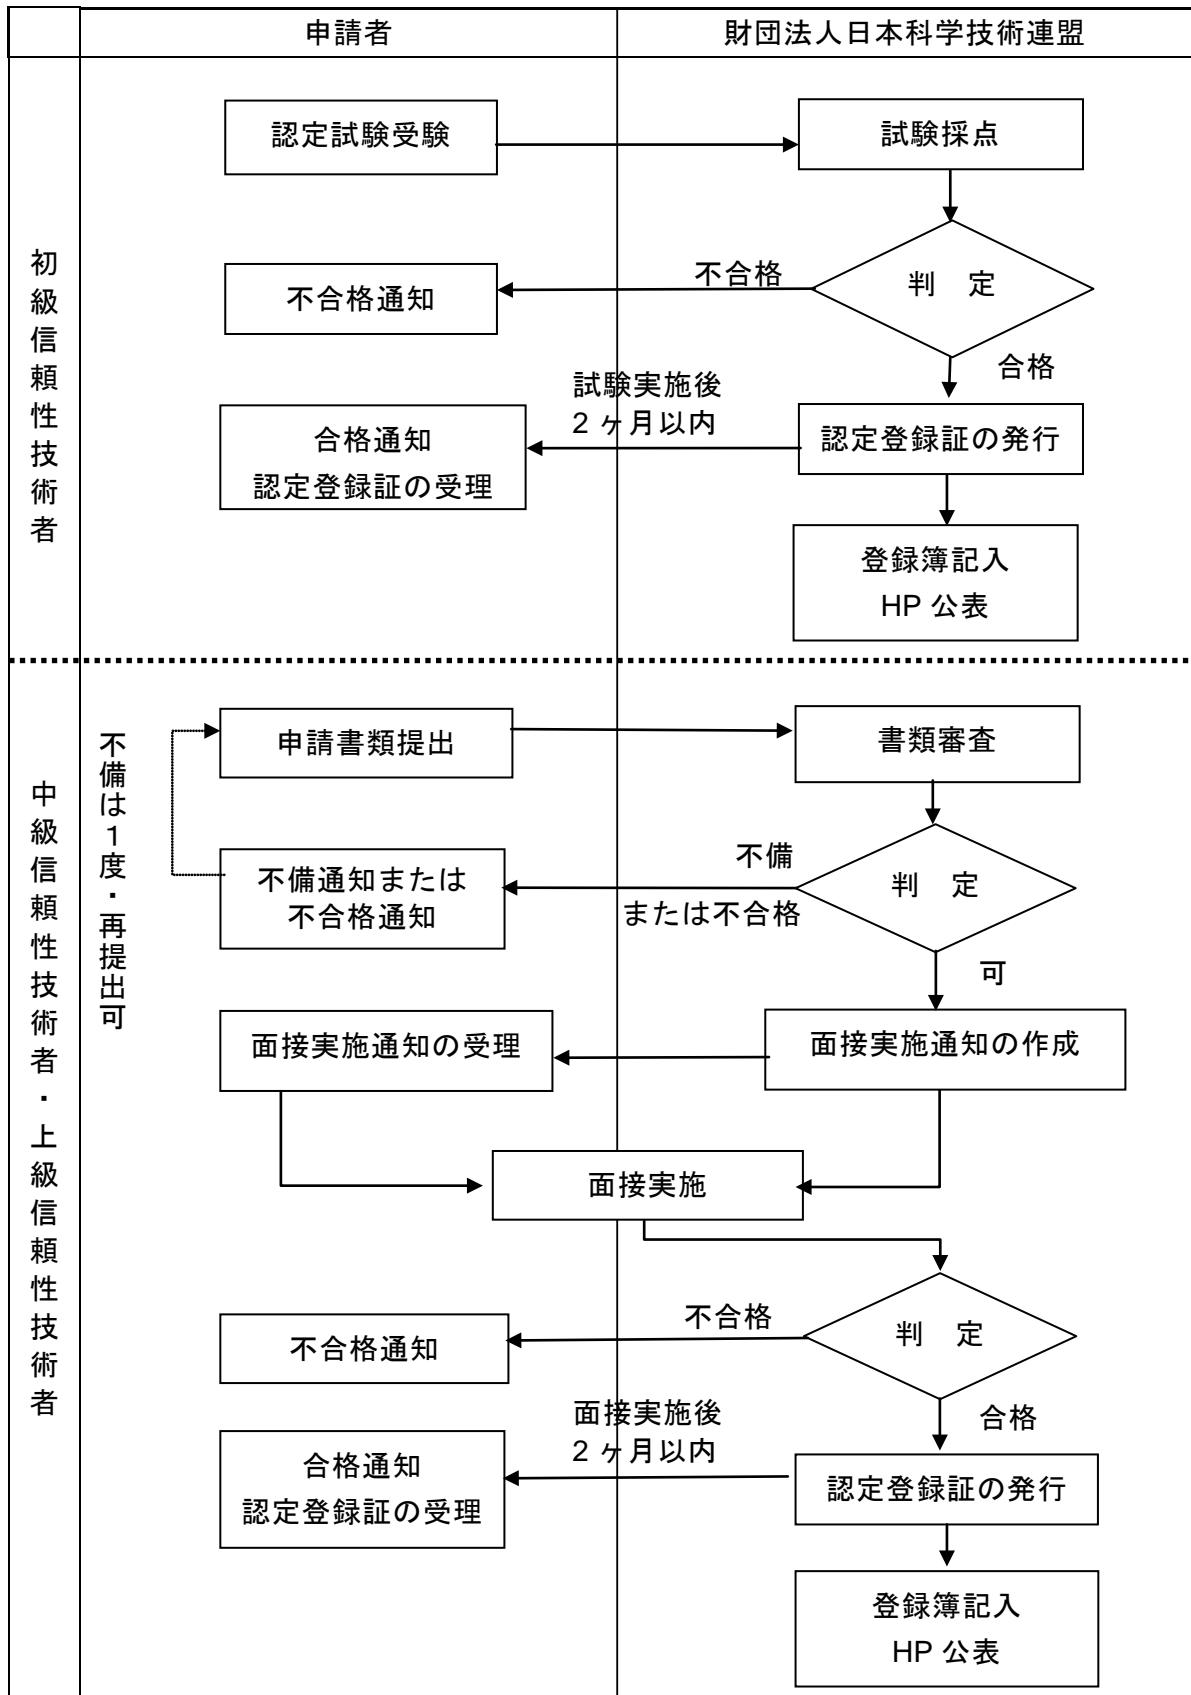 申請者
財団法人日本科学技術連盟
初級信頼性技術者
認定試験受験
試験採点
判 定
不合格
不合格通知
合格
試験実施後
2 ヶ月以内
認定登録証の発行
合格通知
認定登録証の受理
登録簿記入
HP 公表
中級信頼性技術者・上級信頼性技術者
不備は１度・再提出可
申請書類提出
書類審査
判 定
不備
または不合格
不備通知または
不合格通知
可
面接実施通知の受理
面接実施通知の作成
面接実施
判 定
不合格
不合格通知
合格
面接実施後
2 ヶ月以内
認定登録証の発行
合格通知
認定登録証の受理
登録簿記入
HP 公表